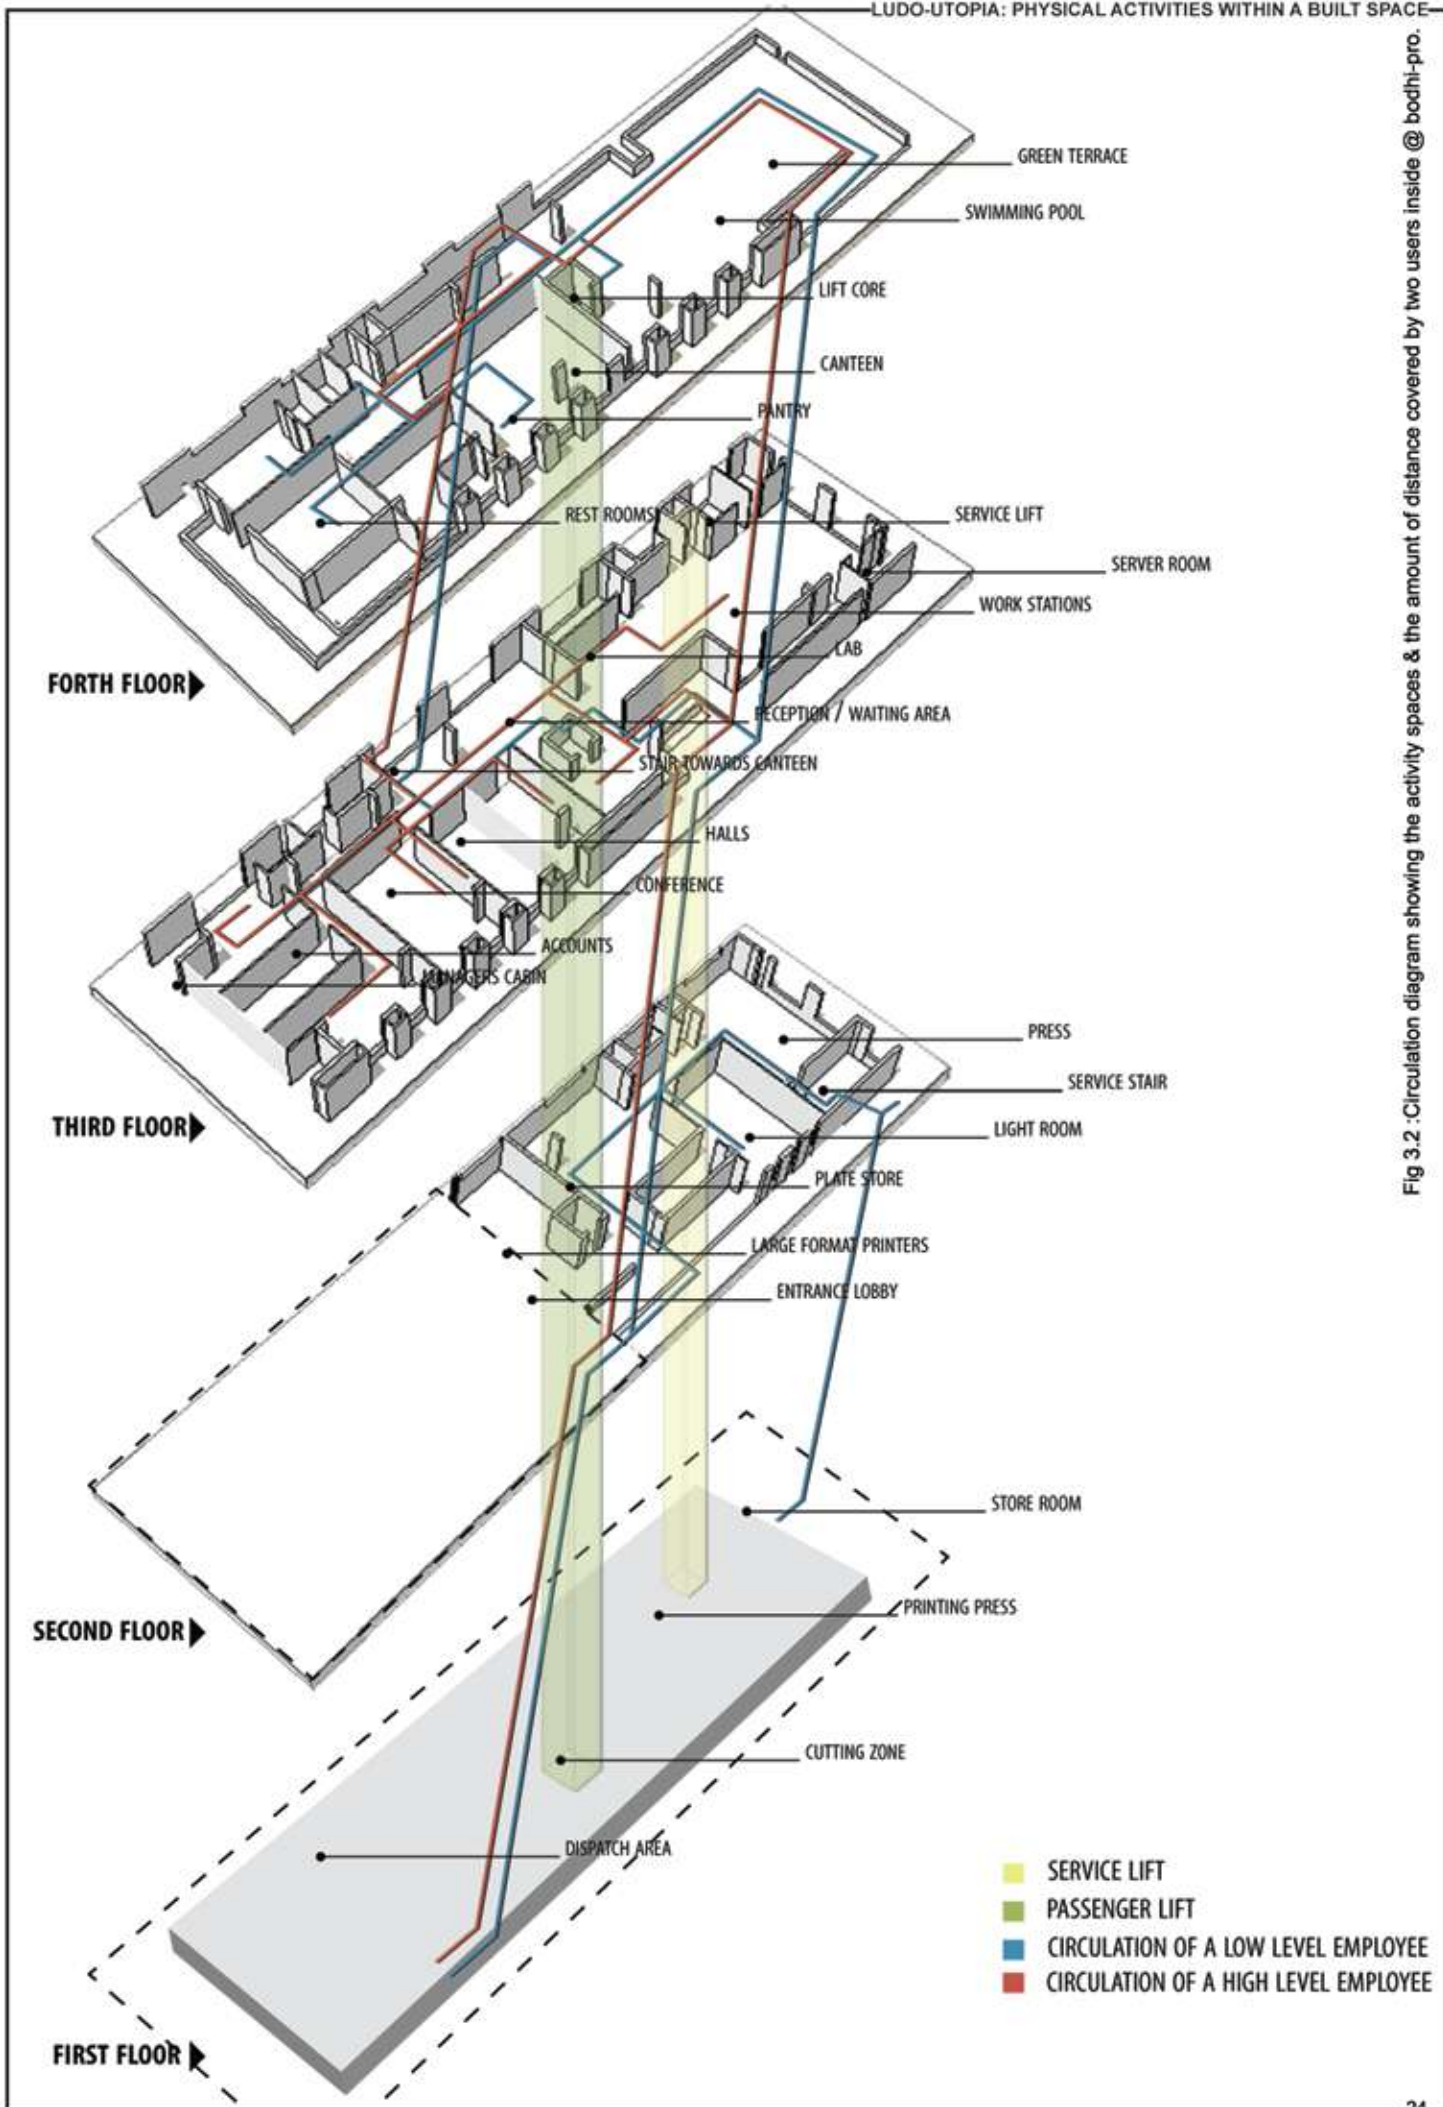 LUDO-UTOPIA: PHYSICAL ACTIVITIES WITHIN A BUILT SPACE
GREEN TERRACE
SWIMMING POOL
LIFT CORE
CANTEEN
PANTRY
REST ROOMS
FORTH FLOOR
SERVICE LIFT
SERVER ROOM
WORK STATIONS
LAB
RECEPTION / WAITING AREA
STAIR TOWARDS CANTEEN
HALLS
CONFERENCE
ACCOUNTS
MANAGERS CABIN
THIRD FLOOR
PRESS
SERVICE STAIR
LIGHT ROOM
PLATE STORE
LARGE FORMAT PRINTERS
ENTRANCE LOBBY
SECOND FLOOR
STORE ROOM
PRINTING PRESS
CUTTING ZONE
DISPATCH AREA
FIRST FLOOR
SERVICE LIFT
PASSENGER LIFT
CIRCULATION OF A LOW LEVEL EMPLOYEE
CIRCULATION OF A HIGH LEVEL EMPLOYEE
Fig 3.2 :Circulation diagram showing the activity spaces & the amount of distance covered by two users inside @ bodhi-pro.